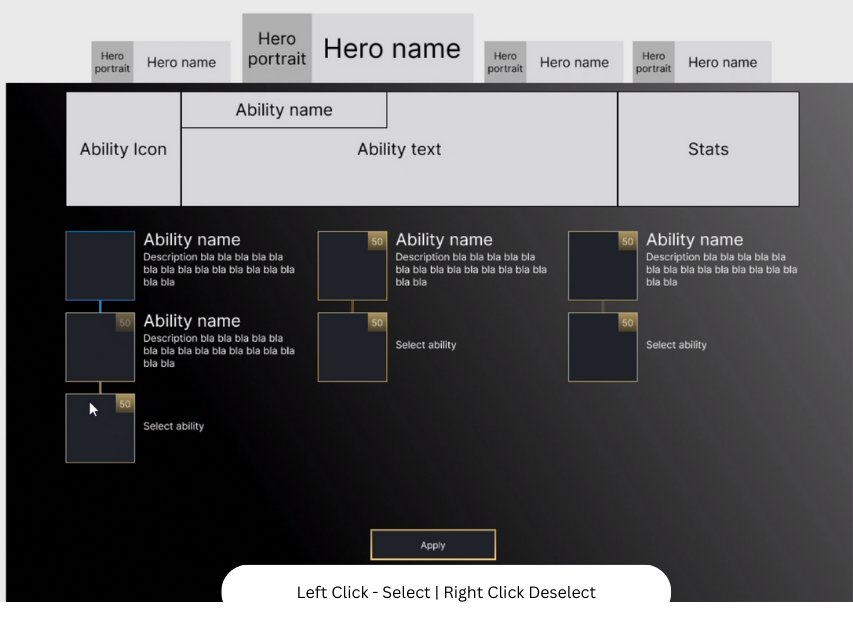 Hero
portrait
Hero name
Hero
portrait
Hero name
Hero
portrait
Hero name
Hero
portrait
Hero name
Ability Icon
Ability name
Ability text
Stats
Ability name
Description bla bla bla bla bla
bla bla bla bla bla bla bla bla bla
bla bla
50
Ability name
Description bla bla bla bla bla
bla bla bla bla bla bla bla bla bla
bla bla
50
Ability name
Description bla bla bla bla bla
bla bla bla bla bla bla bla bla bla
bla bla
50
Ability name
Description bla bla bla bla bla
bla bla bla bla bla bla bla bla bla
bla bla
50
Select ability
50
Select ability
50
Select ability
Apply
Left Click - Select | Right Click Deselect